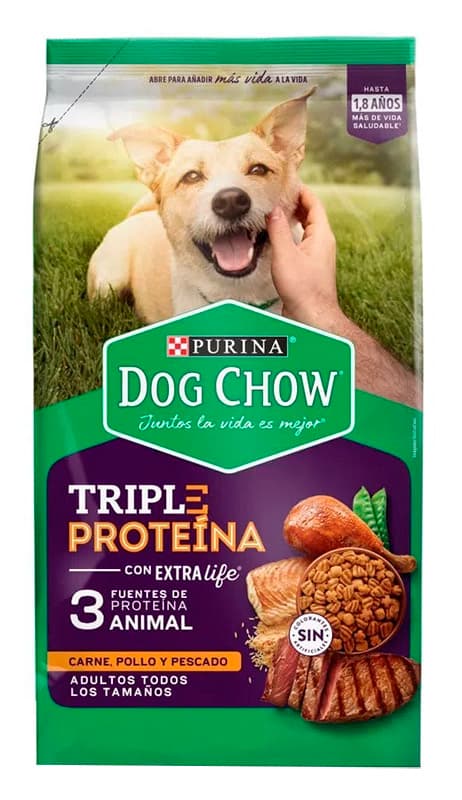 ABRE PARA AÑADIR más vida A LA VIDA
HASTA
1,8 AÑOS
MÁS DE VIDA
SALUDABLE*
PURINA®
DOG CHOW®
Juntos la vida es mejor®
TRIPLE
PROTEÍNA
CON EXTRA life®
3 FUENTES DE
PROTEÍNA
ANIMAL
COLORANTES
SIN
ARTIFICIALES
CARNE, POLLO Y PESCADO
ADULTOS TODOS
LOS TAMAÑOS